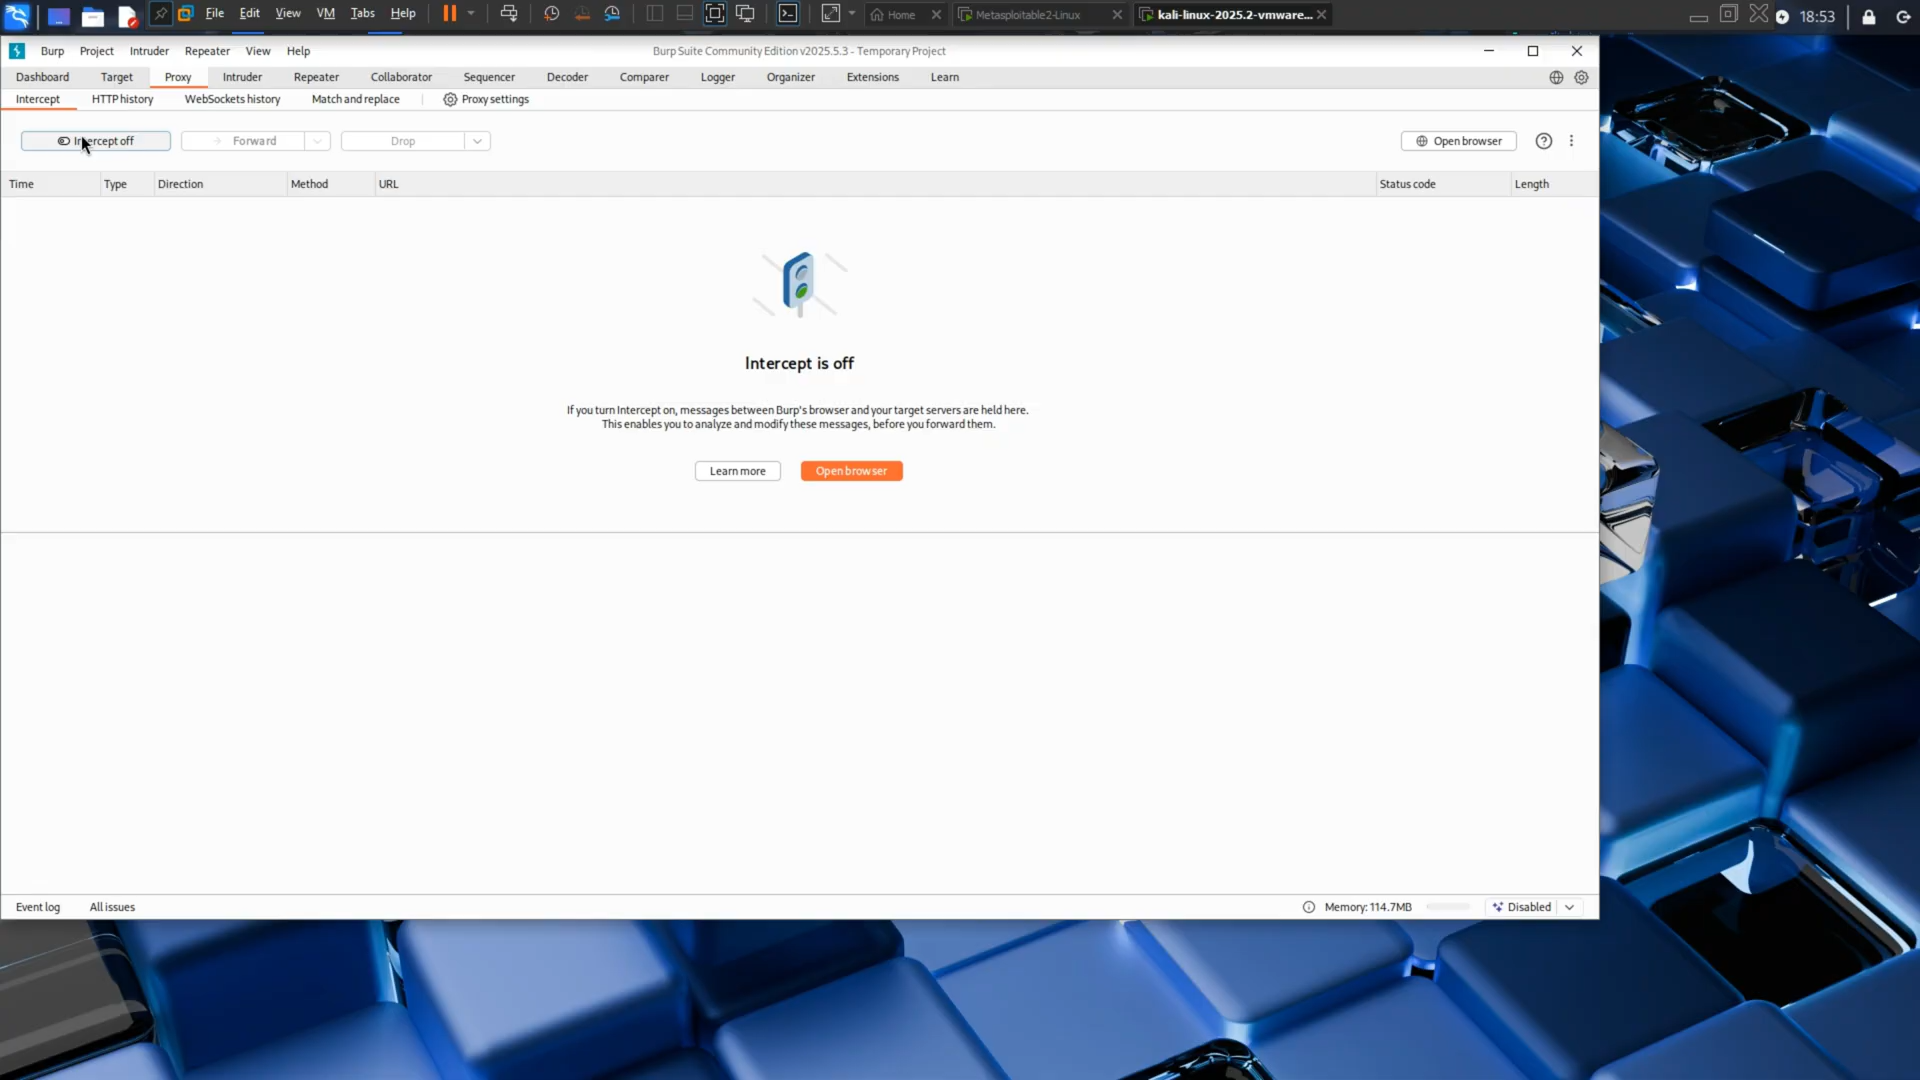 File Edit View VM Tabs Help Home Metasploitable2-Linux kali-linux-2025.2-vmware... 18:53
Burp Project Intruder Repeater View Help Burp Suite Community Edition v2025.5.3 - Temporary Project
Dashboard Target Proxy Intruder Repeater Collaborator Sequencer Decoder Comparer Logger Organizer Extensions Learn
Intercept HTTP history WebSockets history Match and replace Proxy settings
Intercept off Forward Drop Open browser
Time Type Direction Method URL Status code Length
Intercept is off
If you turn Intercept on, messages between Burp's browser and your target servers are held here.
This enables you to analyze and modify these messages, before you forward them.
Learn more Open browser
Event log All issues Memory: 114.7MB Disabled